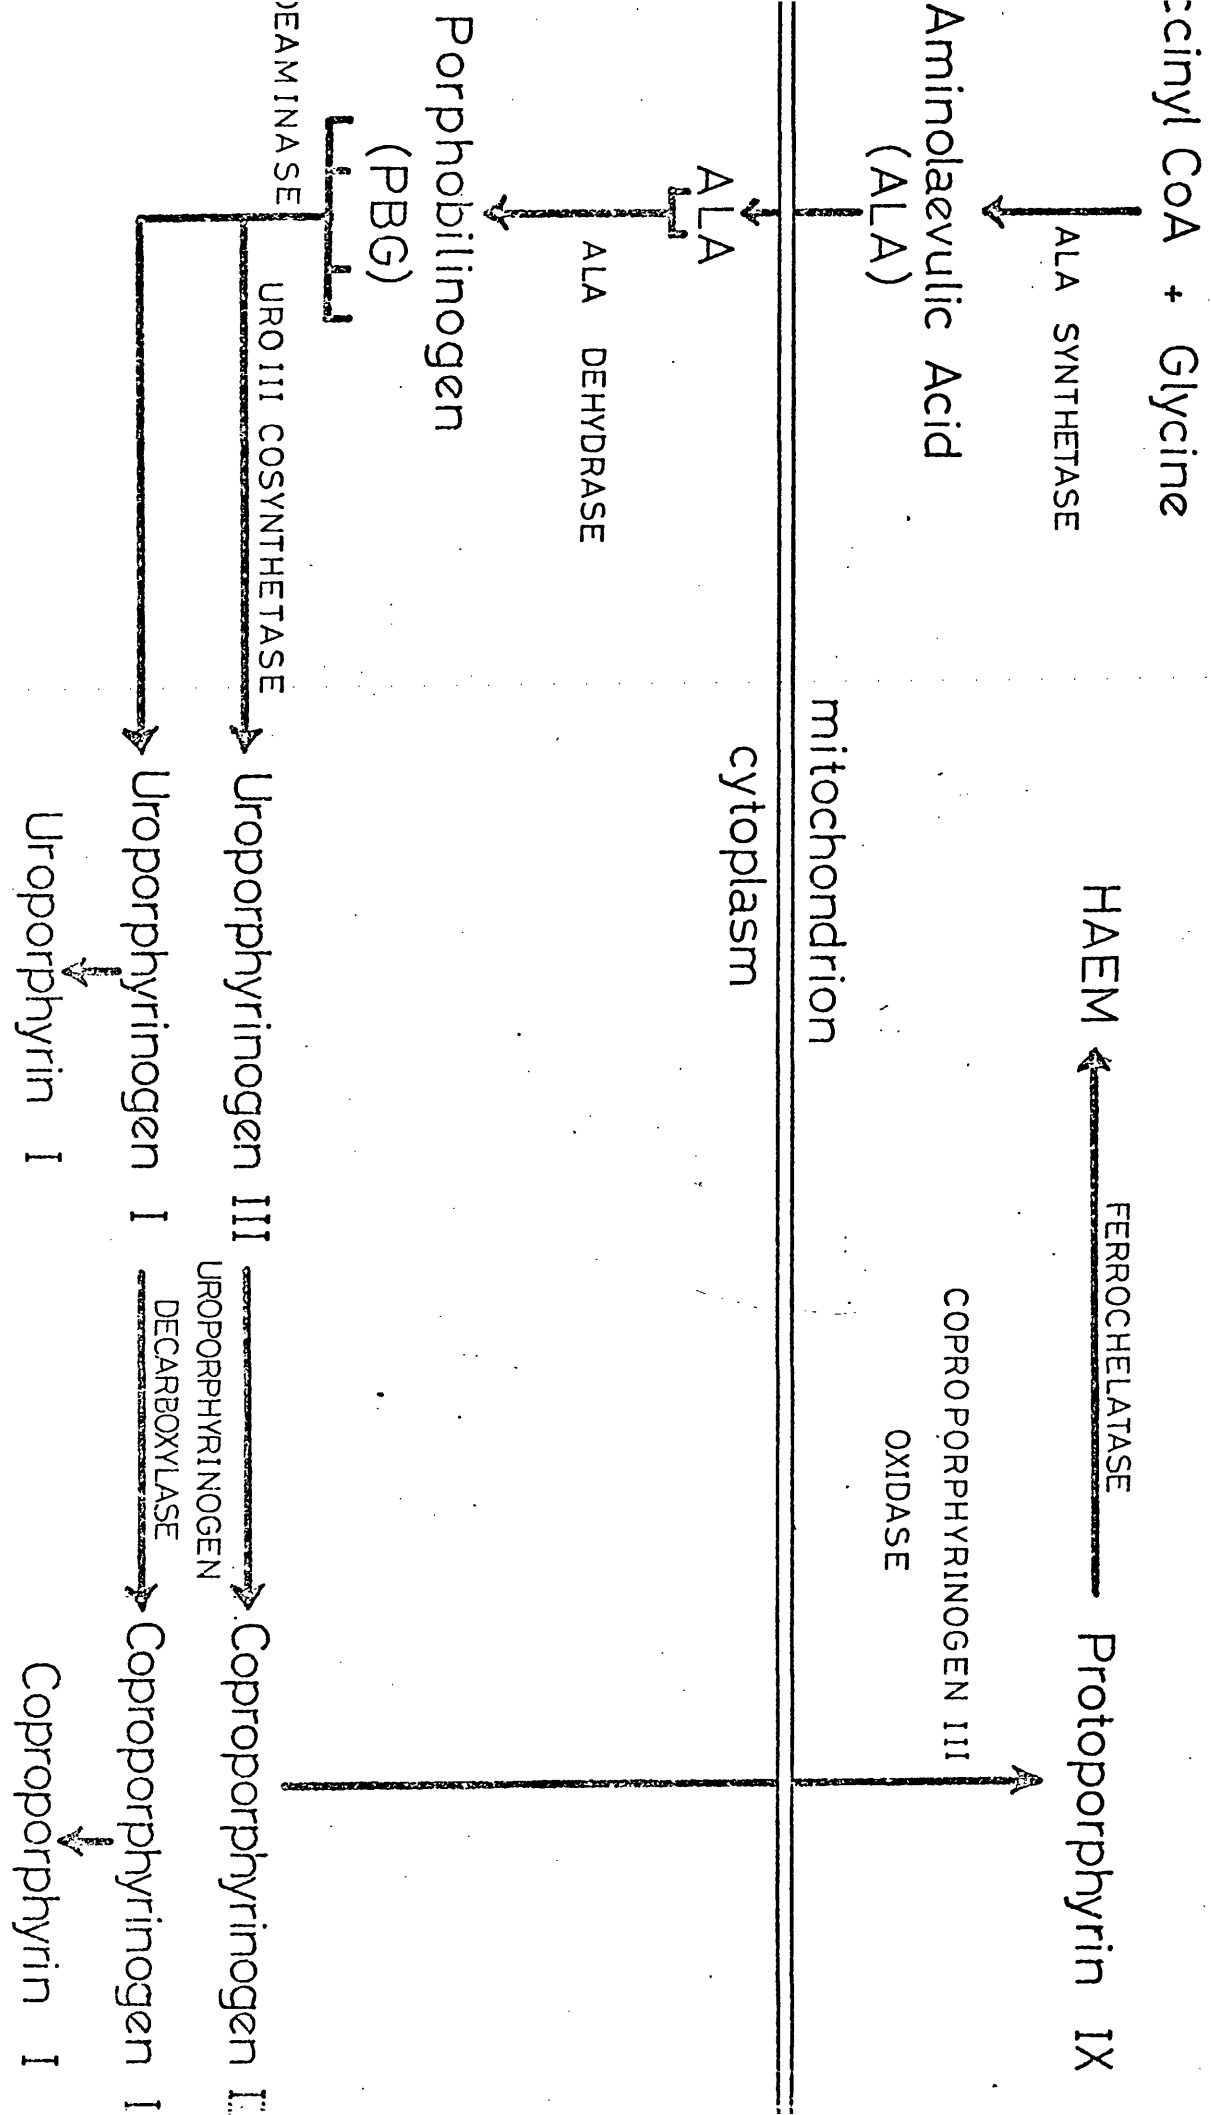 ccinyl CoA + Glycine
ALA SYNTHETASE
Aminolaevulic Acid
(ALA)
HAEM
FERROCHELATASE
Protoporphyrin IX
COPROPORPHYRINOGEN III
OXIDASE
mitochondrion
cytoplasm
ALA
ALA DEHYDRASE
Porphobilinogen
(PBG)
DEAMINASE
URO III COSYNTHETASE
Uroporphyrinogen III
UROPORPHYRINOGEN
DECARBOXYLASE
Coproporphyrinogen
Uroporphyrinogen I
Coproporphyrinogen I
Uroporphyrin I
Coproporphyrin I